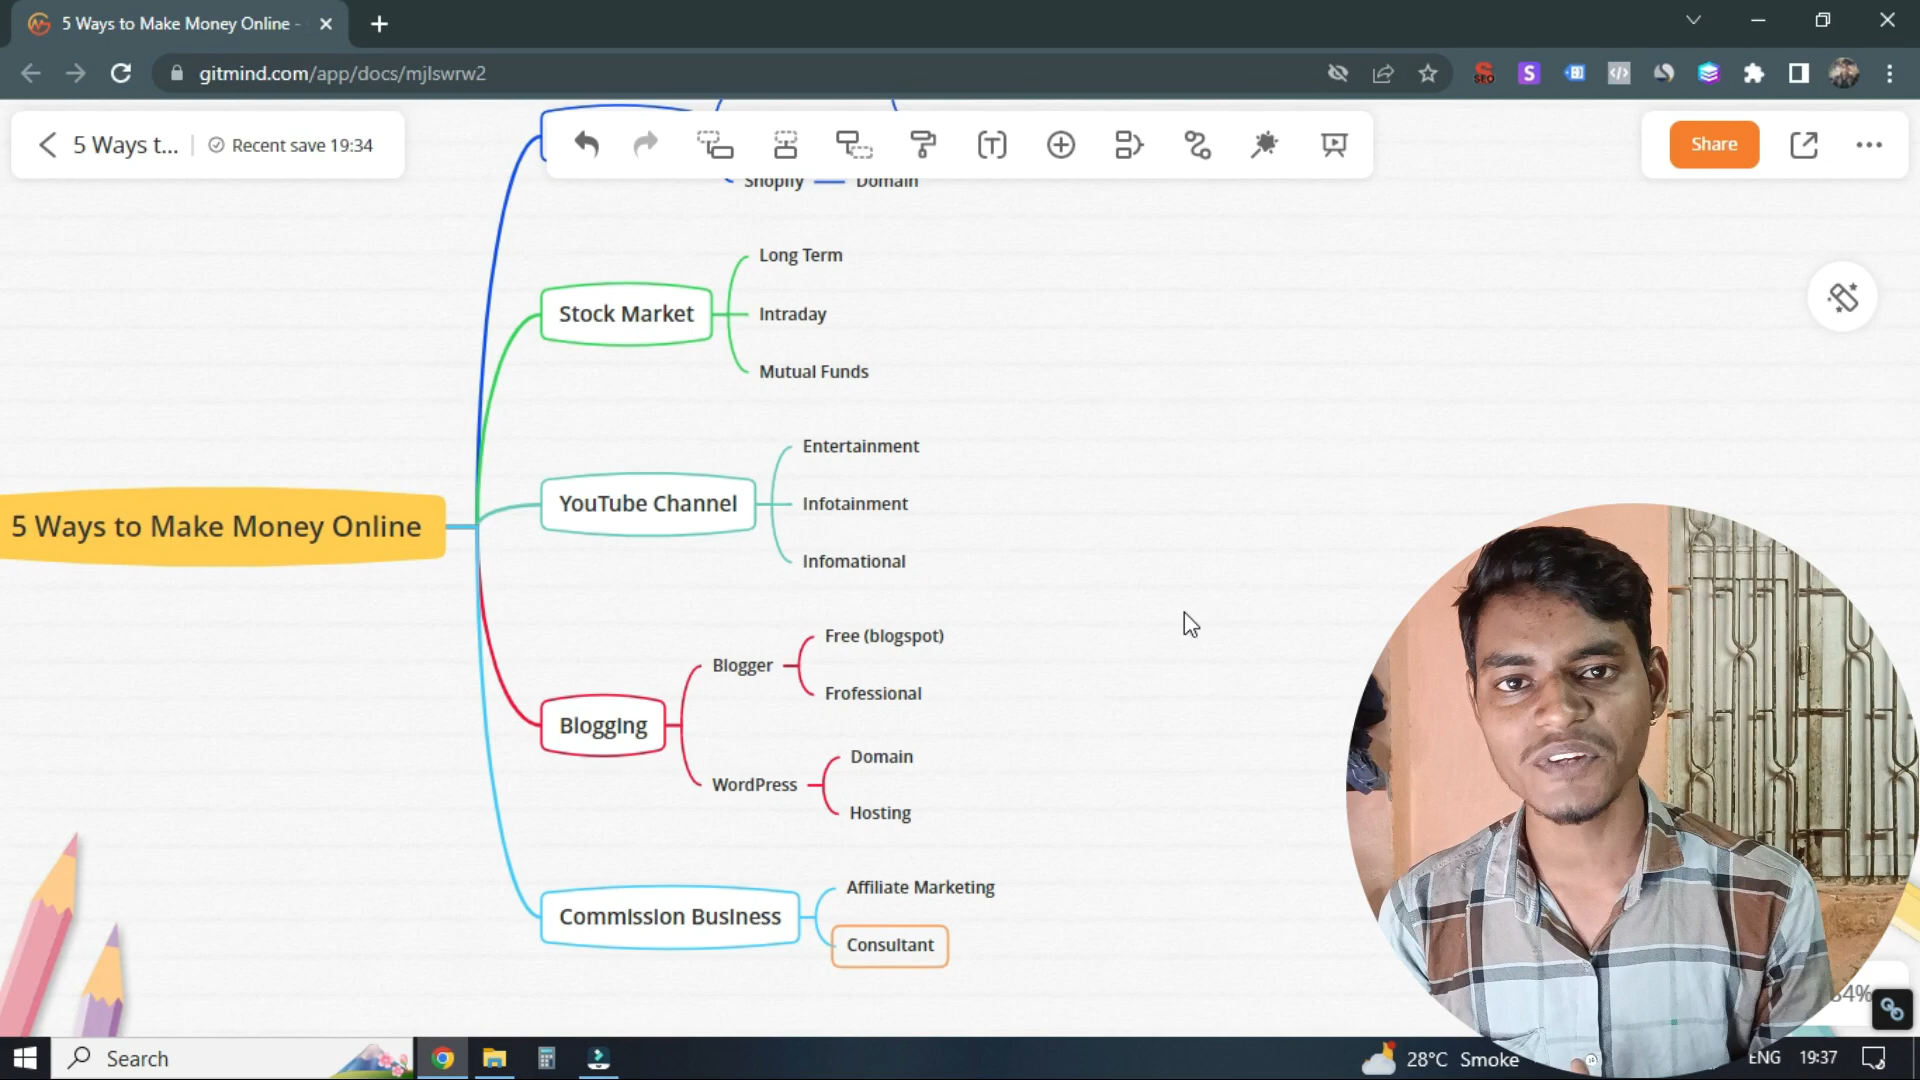 5 Ways to Make Money Online -
gitmind.com/app/docs/mjlswrw2
SEO
S
5 Ways t...
Recent save 19:34
Share
Shopify
Domain
Stock Market
Long Term
Intraday
Mutual Funds
5 Ways to Make Money Online
YouTube Channel
Entertainment
Infotainment
Infomational
Blogging
Blogger
Free (blogspot)
Frofessional
WordPress
Domain
Hosting
Commission Business
Affiliate Marketing
Consultant
Search
28°C Smoke
ENG
19:37